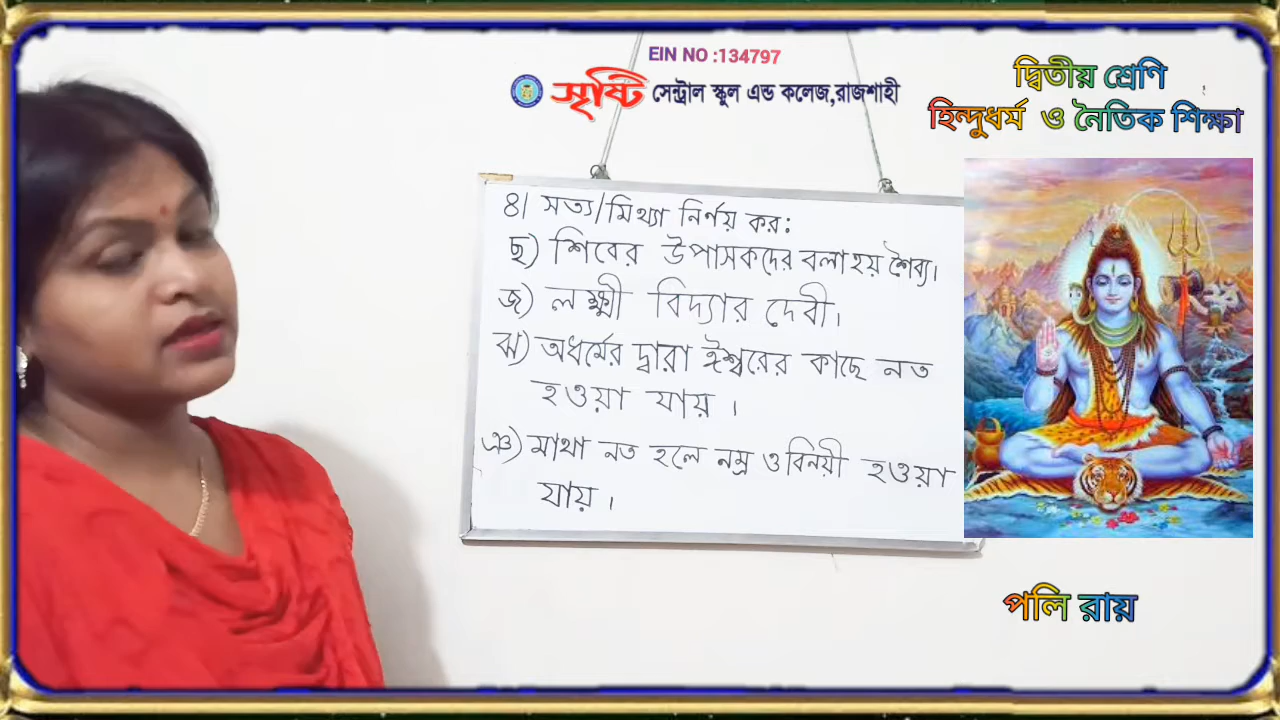 EIN NO :134797
সৃষ্টি সেন্ট্রাল স্কুল এন্ড কলেজ,রাজশাহী
দ্বিতীয় শ্রেণি
হিন্দুধর্ম ও নৈতিক শিক্ষা
৪। সত্য/মিথ্যা নির্ণয় কর:
ছ) শিবের উপাসকদের বলা হয় শৈব্য।
জ) লক্ষ্মী বিদ্যার দেবী।
ঝ) অধর্মের দ্বারা ঈশ্বরের কাছে নত
হওয়া যায় ।
ঞ) মাথা নত হলে নম্র ও বিনয়ী হওয়া
যায় ।
পলি রায়